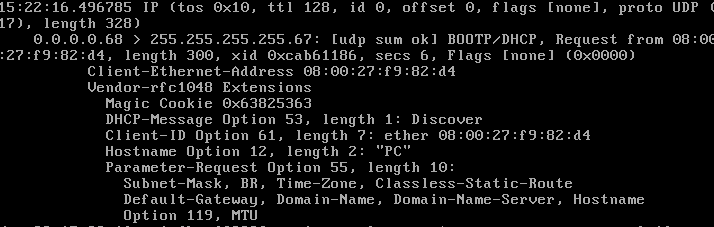 15:22:16.496785 IP (tos 0x10, ttl 128, id 0, offset 0, flags [none], proto UDP (
17), length 328)
0.0.0.0.68 > 255.255.255.255.67: [udp sum ok] BOOTP/DHCP, Request from 08:00
:27:f9:82:d4, length 300, xid 0xcab61186, secs 6, Flags [none] (0x0000)
Client-Ethernet-Address 08:00:27:f9:82:d4
Vendor-rfc1048 Extensions
Magic Cookie 0x63825363
DHCP-Message Option 53, length 1: Discover
Client-ID Option 61, length 7: ether 08:00:27:f9:82:d4
Hostname Option 12, length 2: "PC"
Parameter-Request Option 55, length 10:
Subnet-Mask, BR, Time-Zone, Classless-Static-Route
Default-Gateway, Domain-Name, Domain-Name-Server, Hostname
Option 119, MTU